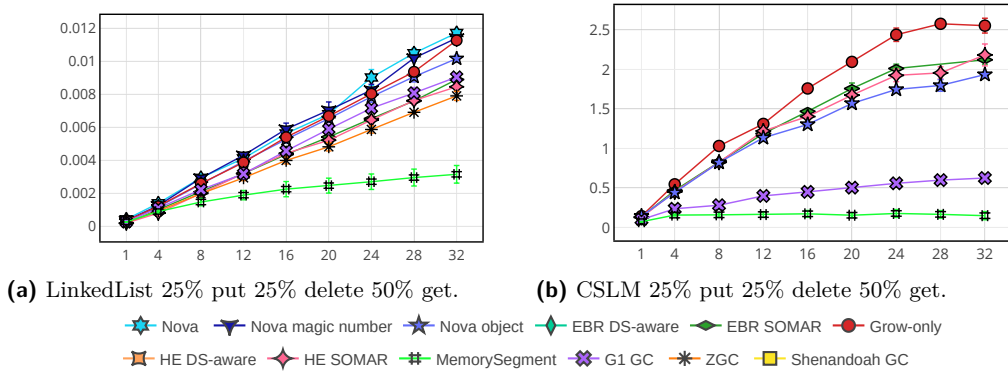 0.012
0.01
0.008
0.006
0.004
0.002
0
1 4 8 12 16 20 24 28 32
2.5
2
1.5
1
0.5
0
1 4 8 12 16 20 24 28 32
(a) LinkedList 25% put 25% delete 50% get.
(b) CSLM 25% put 25% delete 50% get.
Nova Nova magic number Nova object EBR DS-aware EBR SOMAR Grow-only
HE DS-aware HE SOMAR MemorySegment G1 GC ZGC Shenandoah GC